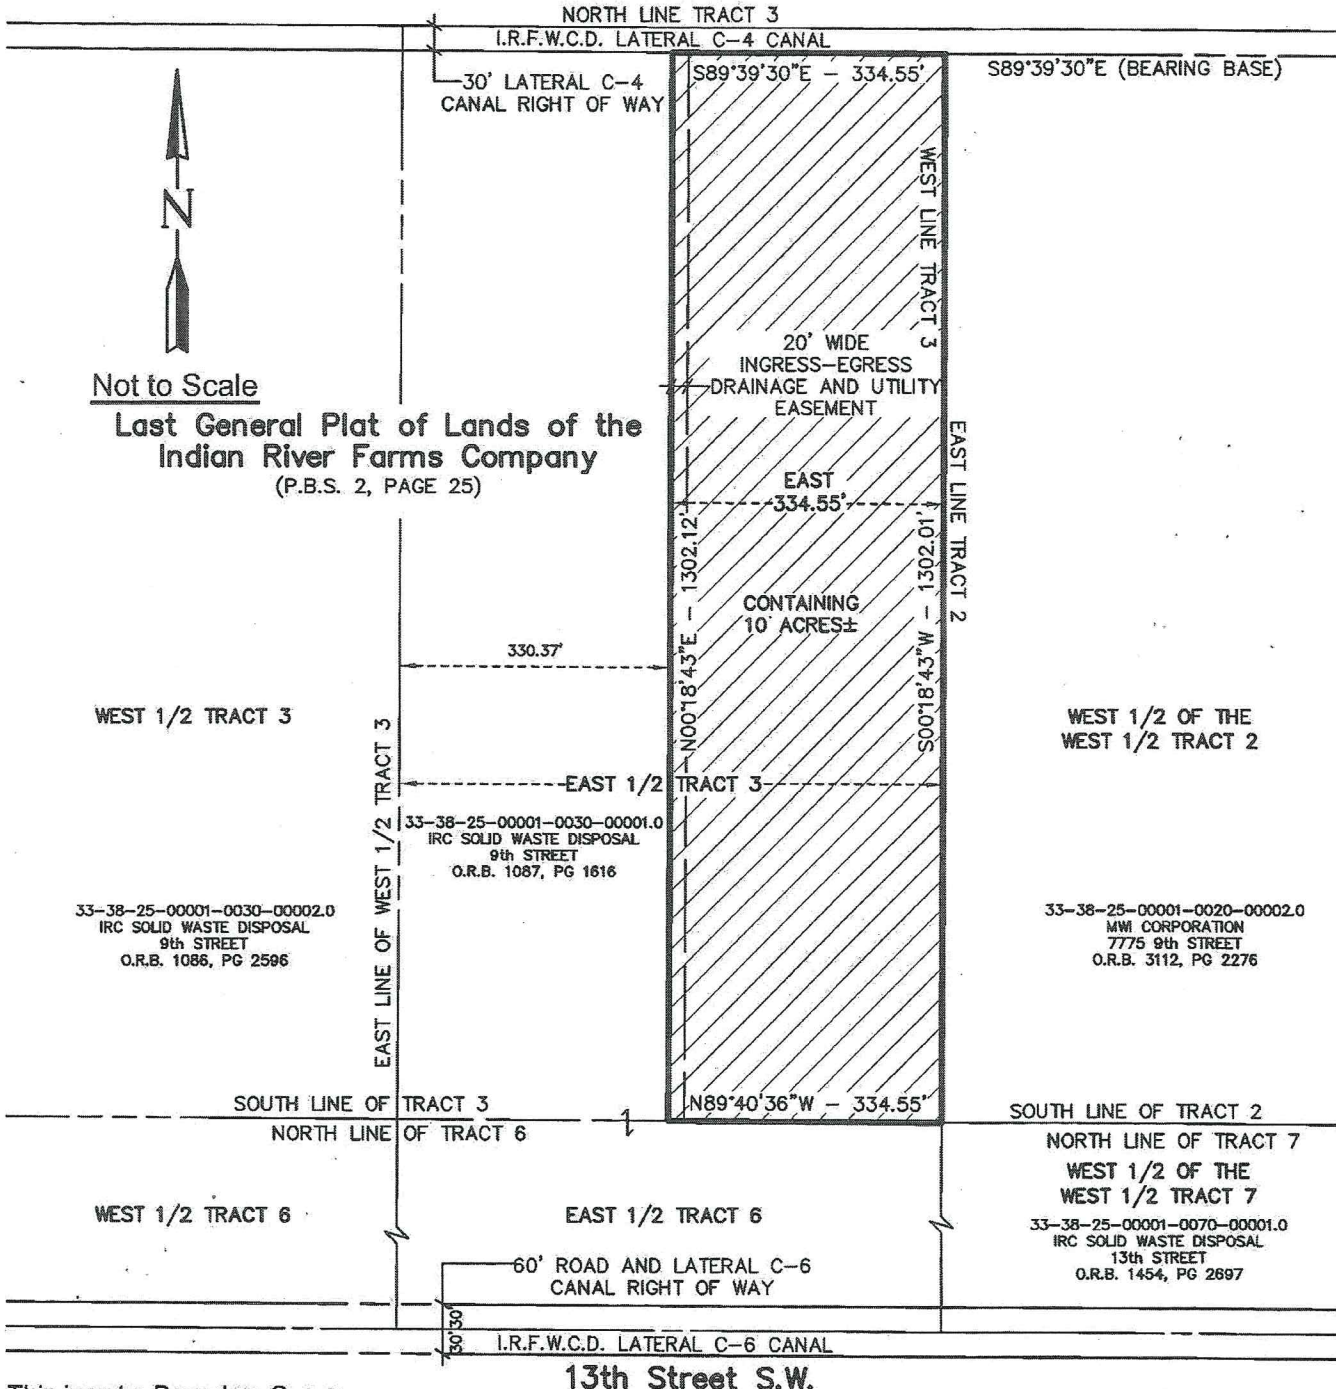 NORTH LINE TRACT 3
I.R.F.W.C.D. LATERAL C-4 CANAL
S89°39'30"E - 334.55'
S89°39'30"E (BEARING BASE)
30' LATERAL C-4
CANAL RIGHT OF WAY
N
Not to Scale
Last General Plat of Lands of the
Indian River Farms Company
(P.B.S. 2, PAGE 25)
WEST LINE TRACT 3
EAST LINE TRACT 2
20' WIDE
INGRESS-EGRESS
DRAINAGE AND UTILITY
EASEMENT
EAST
334.55'
N00°18'43"E - 1302.12'
S00°18'43"W - 1302.01'
CONTAINING
10 ACRES±
330.37'
WEST 1/2 TRACT 3
EAST LINE OF WEST 1/2 TRACT 3
EAST 1/2 TRACT 3
WEST 1/2 OF THE
WEST 1/2 TRACT 2
33-38-25-00001-0030-00001.0
IRC SOLID WASTE DISPOSAL
9th STREET
O.R.B. 1087, PG 1616
33-38-25-00001-0030-00002.0
IRC SOLID WASTE DISPOSAL
9th STREET
O.R.B. 1086, PG 2596
33-38-25-00001-0020-00002.0
MWI CORPORATION
7775 9th STREET
O.R.B. 3112, PG 2276
N89°40'36"W - 334.55'
SOUTH LINE OF TRACT 3
NORTH LINE OF TRACT 6
SOUTH LINE OF TRACT 2
NORTH LINE OF TRACT 7
WEST 1/2 OF THE
WEST 1/2 TRACT 7
33-38-25-00001-0070-00001.0
IRC SOLID WASTE DISPOSAL
13th STREET
O.R.B. 1454, PG 2697
WEST 1/2 TRACT 6
EAST 1/2 TRACT 6
60' ROAD AND LATERAL C-6
CANAL RIGHT OF WAY
30'
30'
I.R.F.W.C.D. LATERAL C-6 CANAL
13th Street S.W.